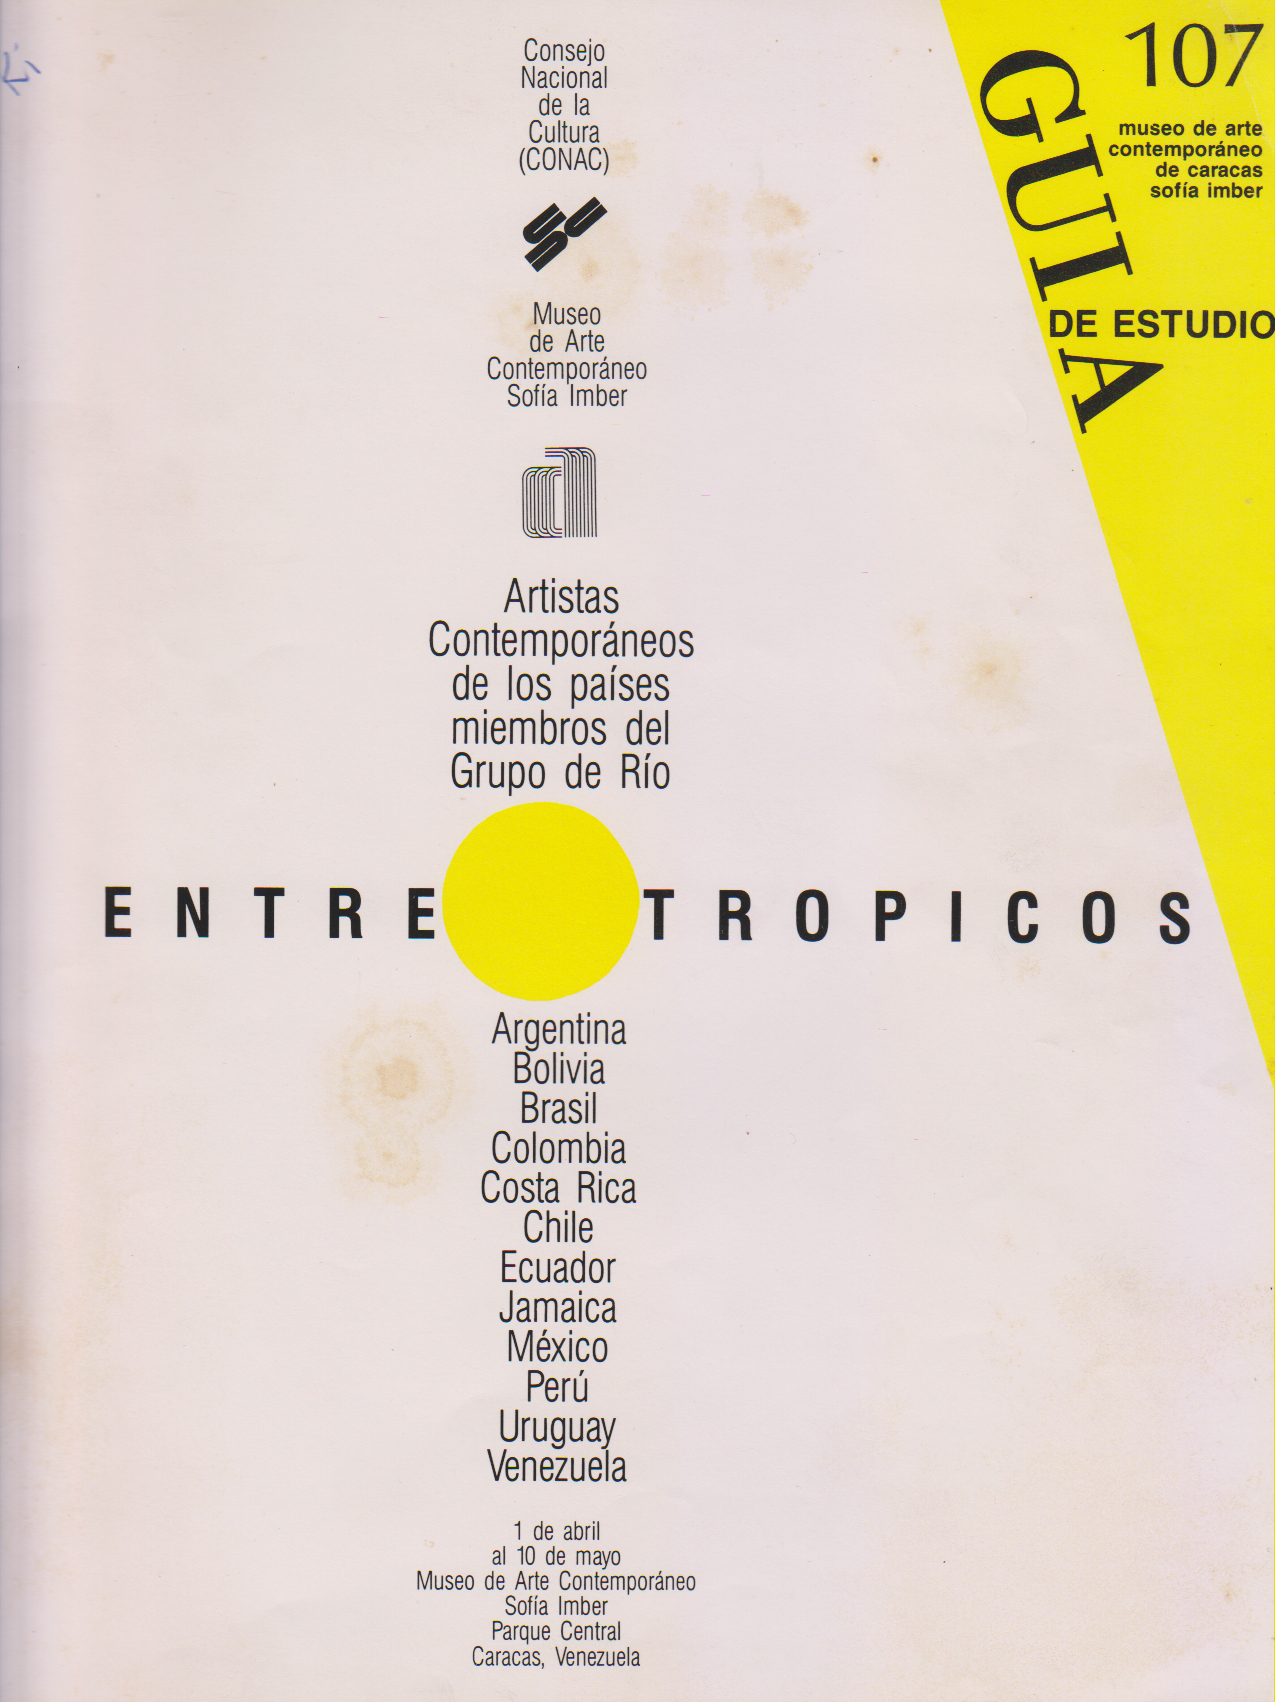 Consejo
Nacional
de la
Cultura
(CONAC)
Museo
de Arte
Contemporáneo
Sofía Imber
107
museo de arte
contemporáneo
de caracas
sofía imber
GUIA
DE ESTUDIO
Artistas
Contemporáneos
de los países
miembros del
Grupo de Río
ENTRE TROPICOS
Argentina
Bolivia
Brasil
Colombia
Costa Rica
Chile
Ecuador
Jamaica
México
Perú
Uruguay
Venezuela
1 de abril
al 10 de mayo
Museo de Arte Contemporáneo
Sofía Imber
Parque Central
Caracas, Venezuela